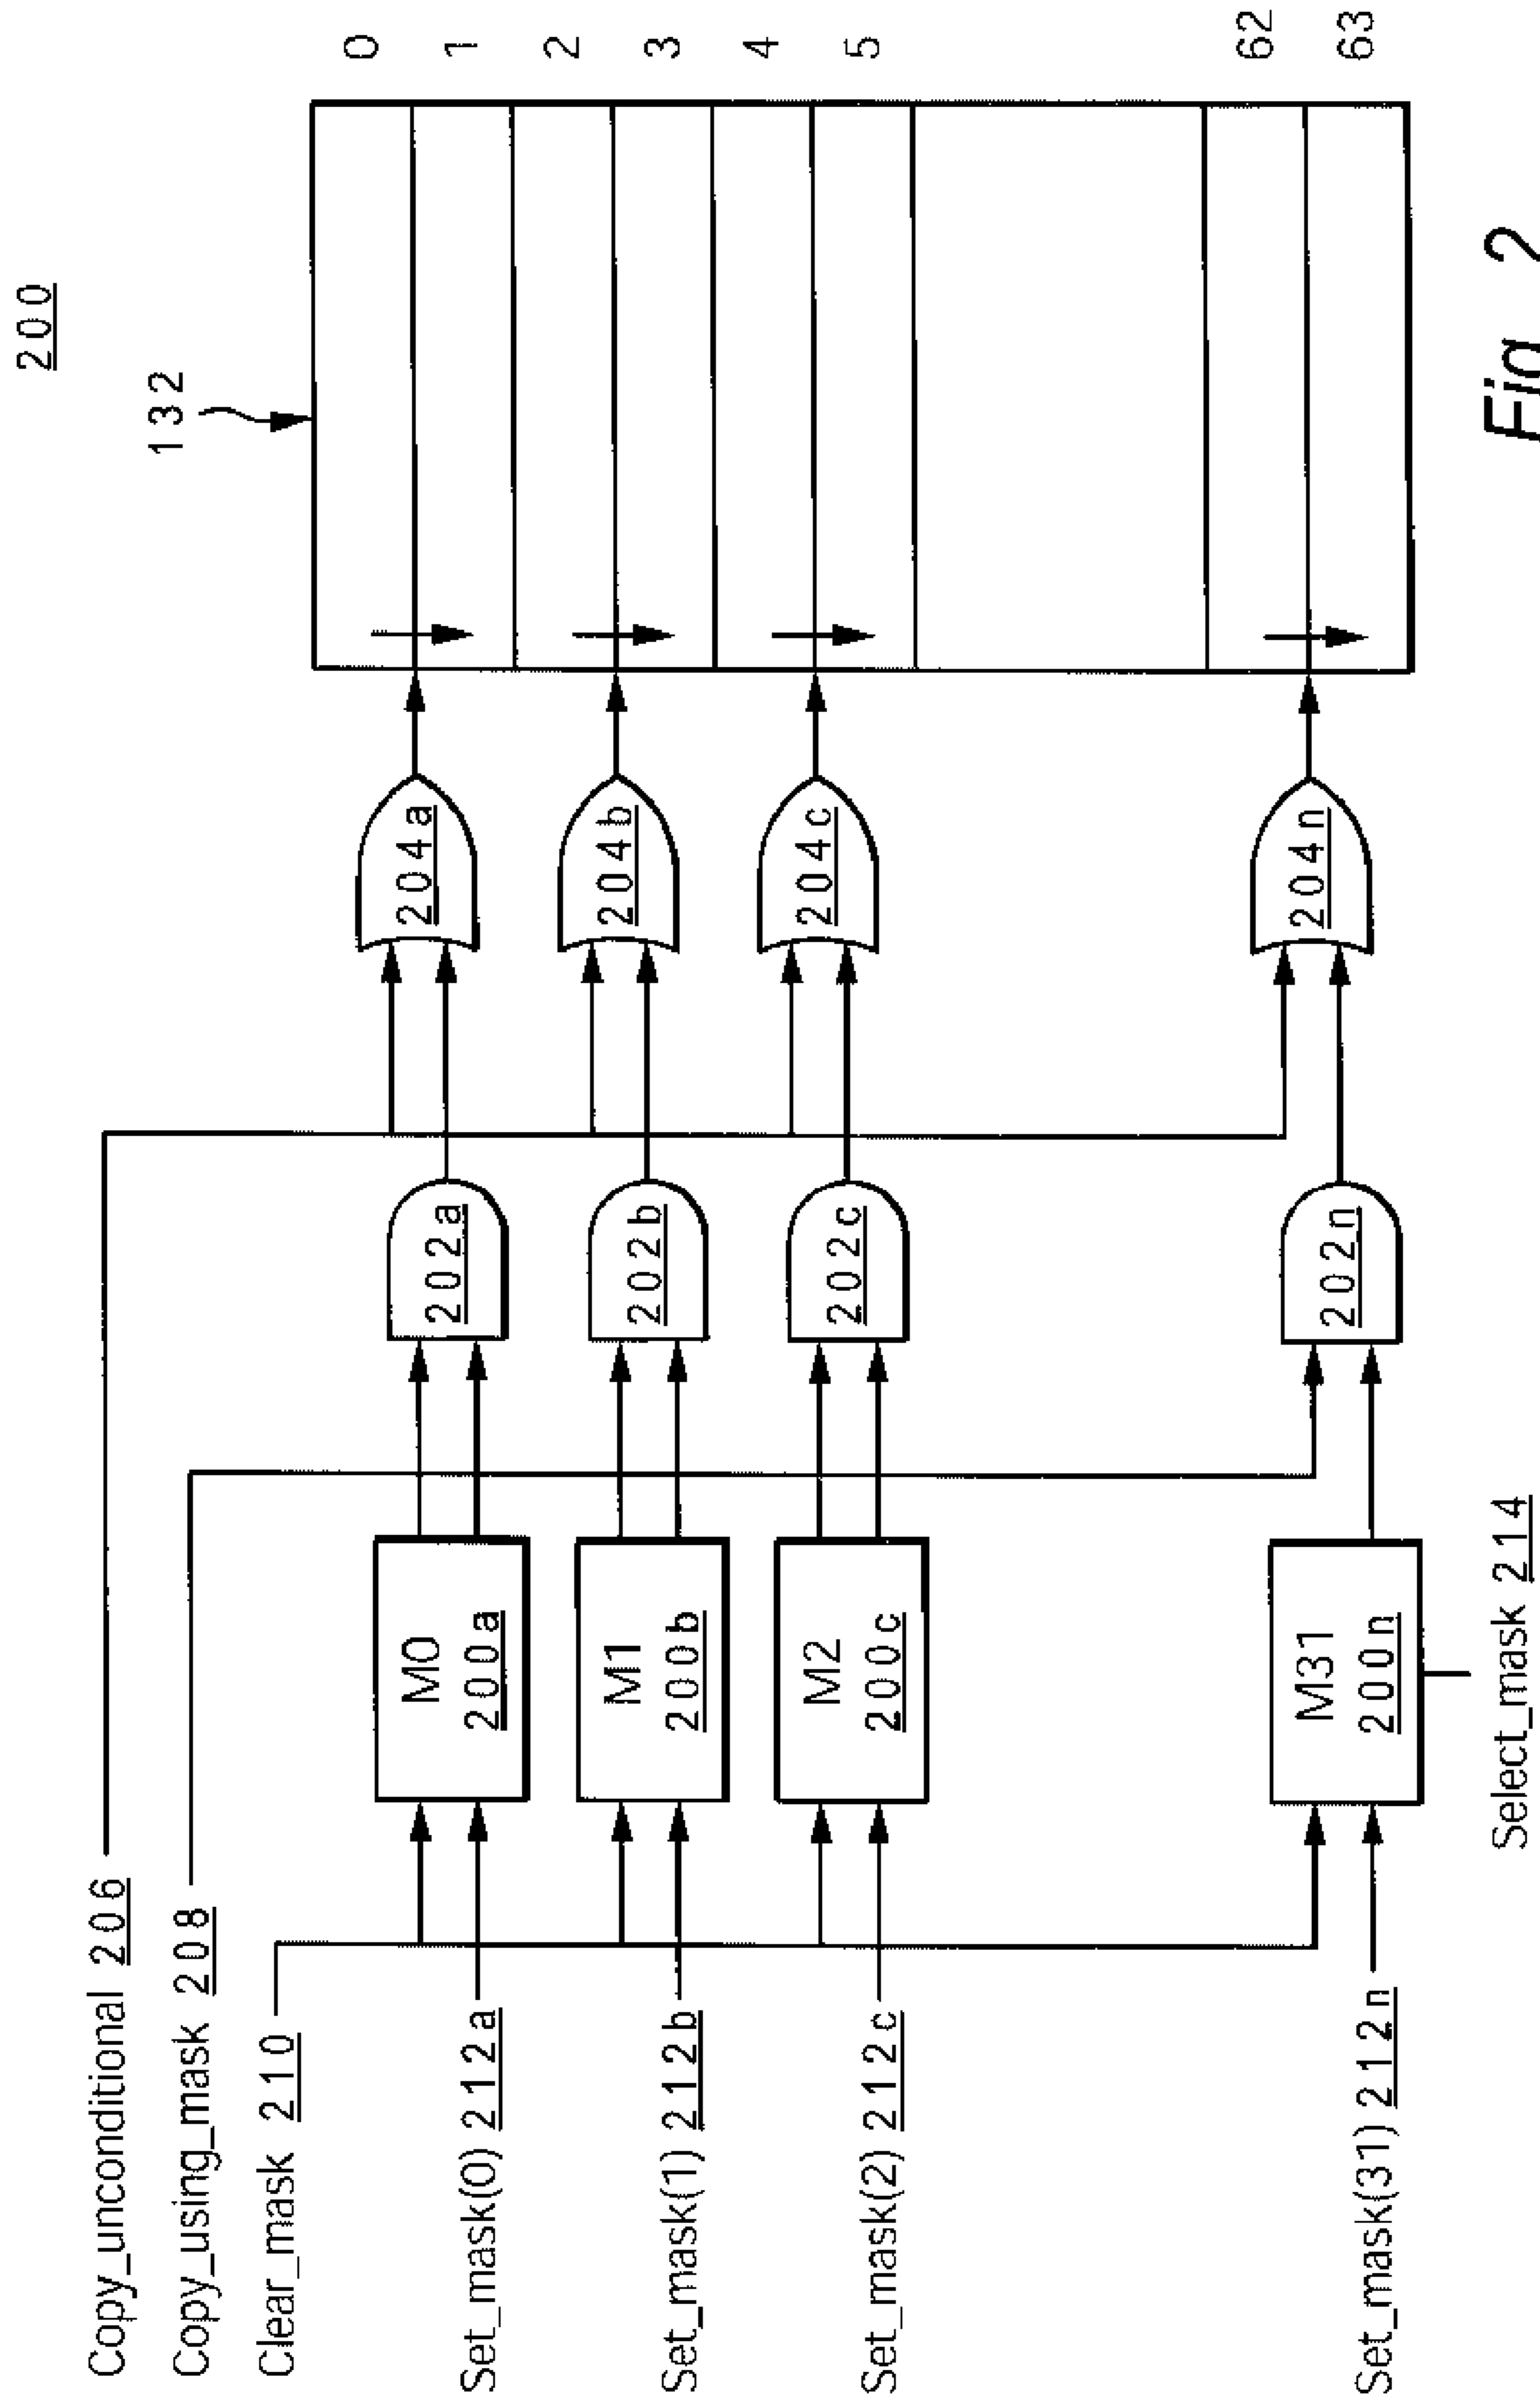 200
132
0
1
2
3
4
5
62
63
Copy_unconditional 206
Copy_using_mask 208
Clear_mask 210
Set_mask(0) 212a
M0
200a
202a
204a
Set_mask(1) 212b
M1
200b
202b
204b
Set_mask(2) 212c
M2
200c
202c
204c
Set_mask(31) 212n
M31
200n
202n
204n
Select_mask 214
Fig. 2